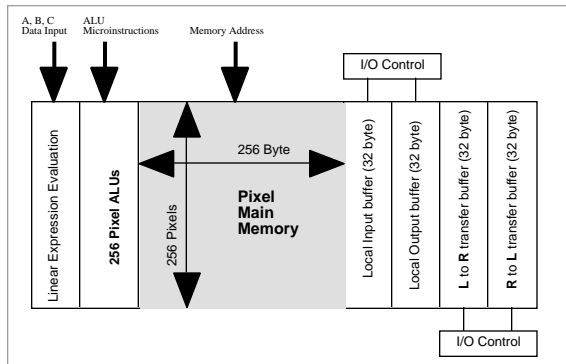 A, B, C
Data Input
ALU
Microinstructions
Memory Address
I/O Control
Linear Expression Evaluation
256 Pixel ALUs
256 Byte
256 Pixels
Pixel
Main
Memory
Local Input buffer (32 byte)
Local Output buffer (32 byte)
L to R transfer buffer (32 byte)
R to L transfer buffer (32 byte)
I/O Control